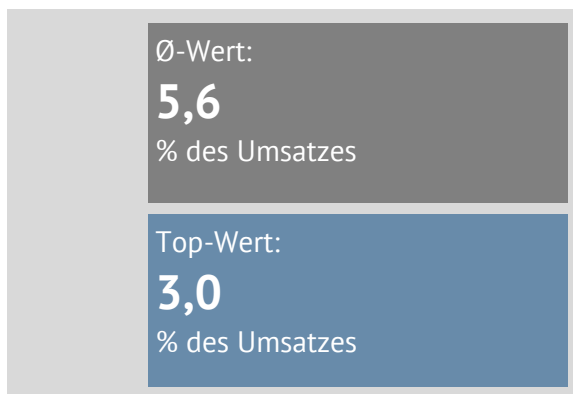 Ø-Wert:
5,6
% des Umsatzes
Top-Wert:
3,0
% des Umsatzes